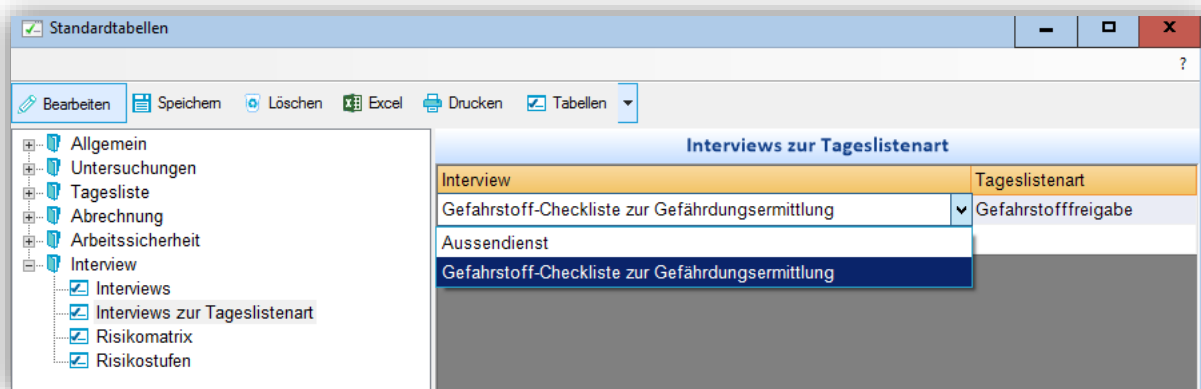 Standardtabellen
?
Bearbeiten Speichern Löschen Excel Drucken Tabellen
Allgemein
Untersuchungen
Tagesliste
Abrechnung
Arbeitssicherheit
Interview
Interviews
Interviews zur Tageslistenart
Risikomatrix
Risikostufen
Interviews zur Tageslistenart
Interview Tageslistenart
Gefahrstoff-Checkliste zur Gefährdungsermittlung Gefahrstofffreigabe
Aussendienst
Gefahrstoff-Checkliste zur Gefährdungsermittlung